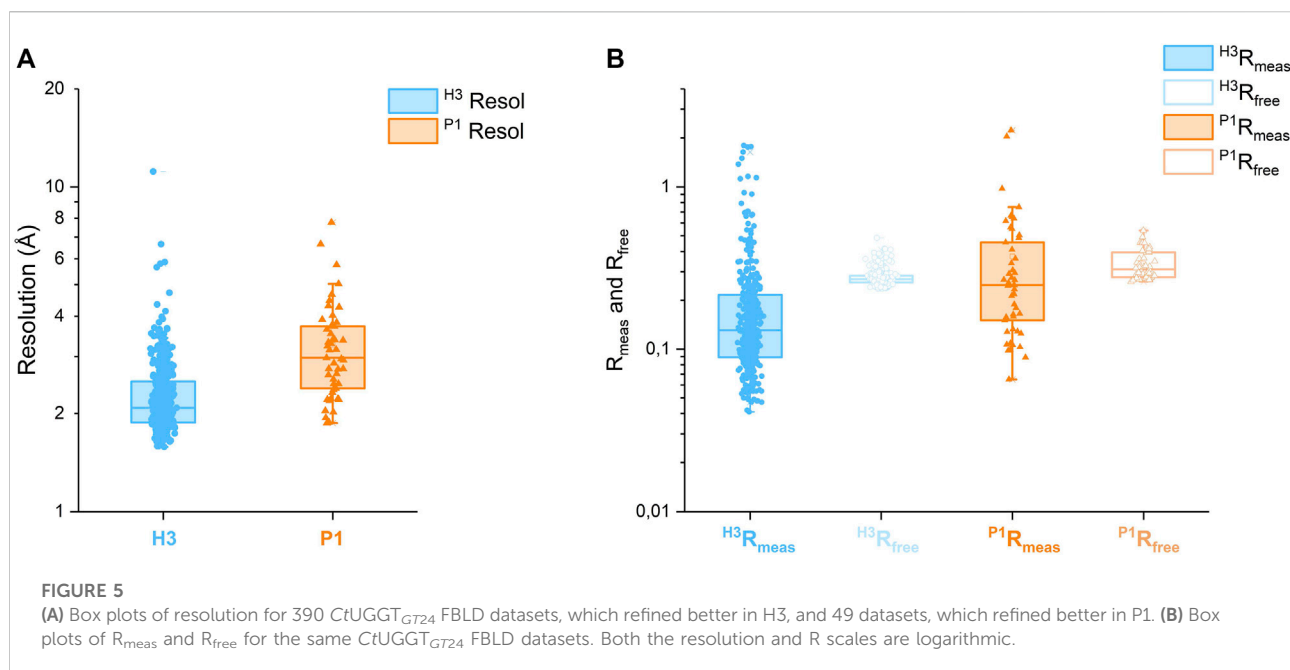 A
20
10
8
6
4
2
1
Resolution (Å)
H3 Resol
P1 Resol
H3
P1
B
H3Rmeas
H3Rfree
P1Rmeas
P1Rfree
1
0,1
0,01
Rmeas and Rfree
H3Rmeas
H3Rfree
P1Rmeas
P1Rfree
FIGURE 5
(A) Box plots of resolution for 390 CtUGGTGT24 FBLD datasets, which refined better in H3, and 49 datasets, which refined better in P1. (B) Box
plots of Rmeas and Rfree for the same CtUGGTGT24 FBLD datasets. Both the resolution and R scales are logarithmic.